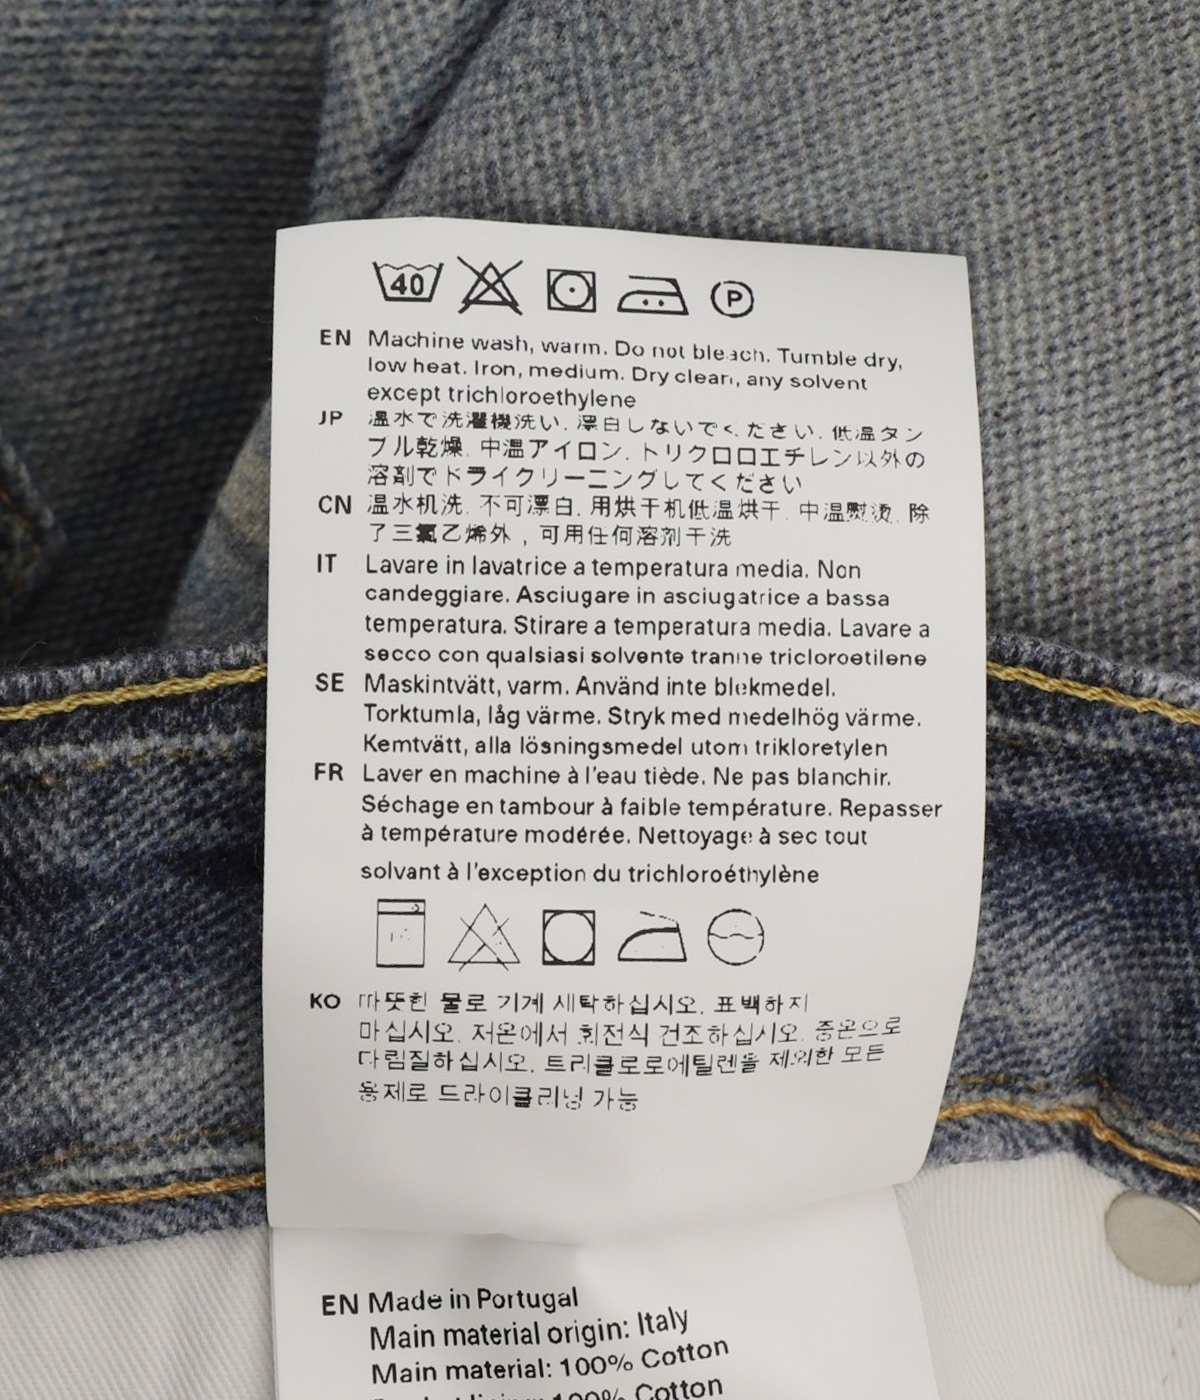 40 P
EN Machine wash, warm. Do not bleach. Tumble dry,
low heat. Iron, medium. Dry clean, any solvent
except trichloroethylene
JP 温水で洗濯機洗い. 漂白しないでください. 低温タン
ブル乾燥. 中温アイロン. トリクロロエチレン以外の
溶剤でドライクリーニングしてください
CN 温水机洗. 不可漂白. 用烘干机低温烘干. 中温熨烫. 除
了三氯乙烯外，可用任何溶剂干洗
IT Lavare in lavatrice a temperatura media. Non
candeggiare. Asciugare in asciugatrice a bassa
temperatura. Stirare a temperatura media. Lavare a
secco con qualsiasi solvente tranne tricloroetilene
SE Maskintvätt, varm. Använd inte blekmedel.
Torktumla, låg värme. Stryk med medelhög värme.
Kemtvätt, alla lösningsmedel utom trikloretylen
FR Laver en machine à l'eau tiède. Ne pas blanchir.
Séchage en tambour à faible température. Repasser
à température modérée. Nettoyage à sec tout
solvant à l'exception du trichloroéthylène
KO 따뜻한 물로 기계 세탁하십시오. 표백하지
마십시오. 저온에서 회전식 건조하십시오. 중온으로
다림질하십시오. 트리클로로에틸렌을 제외한 모든
용제로 드라이클리닝 가능
EN Made in Portugal
Main material origin: Italy
Main material: 100% Cotton
100% Cotton